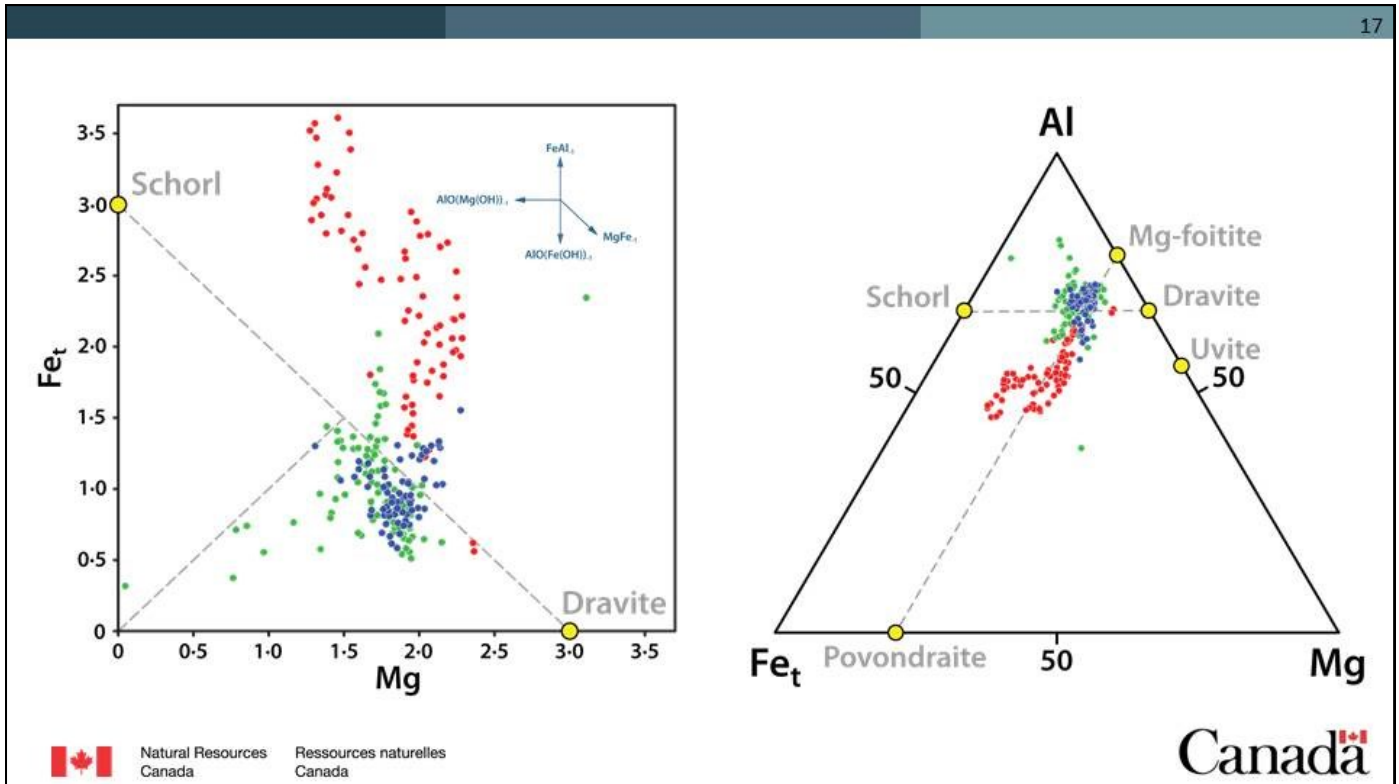 17
3·5
3·0
2·5
2·0
1·5
1·0
0·5
0
Fet
Schorl
FeAl-1
AlO(Mg(OH))-1
MgFe-1
AlO(Fe(OH))-1
Dravite
0
0·5
1·0
1·5
2·0
2·5
3·0
3·5
Mg
Al
Mg-foitite
Schorl
Dravite
Uvite
50
50
Fet
Povondraite
50
Mg
Natural Resources Canada
Ressources naturelles Canada
Canada